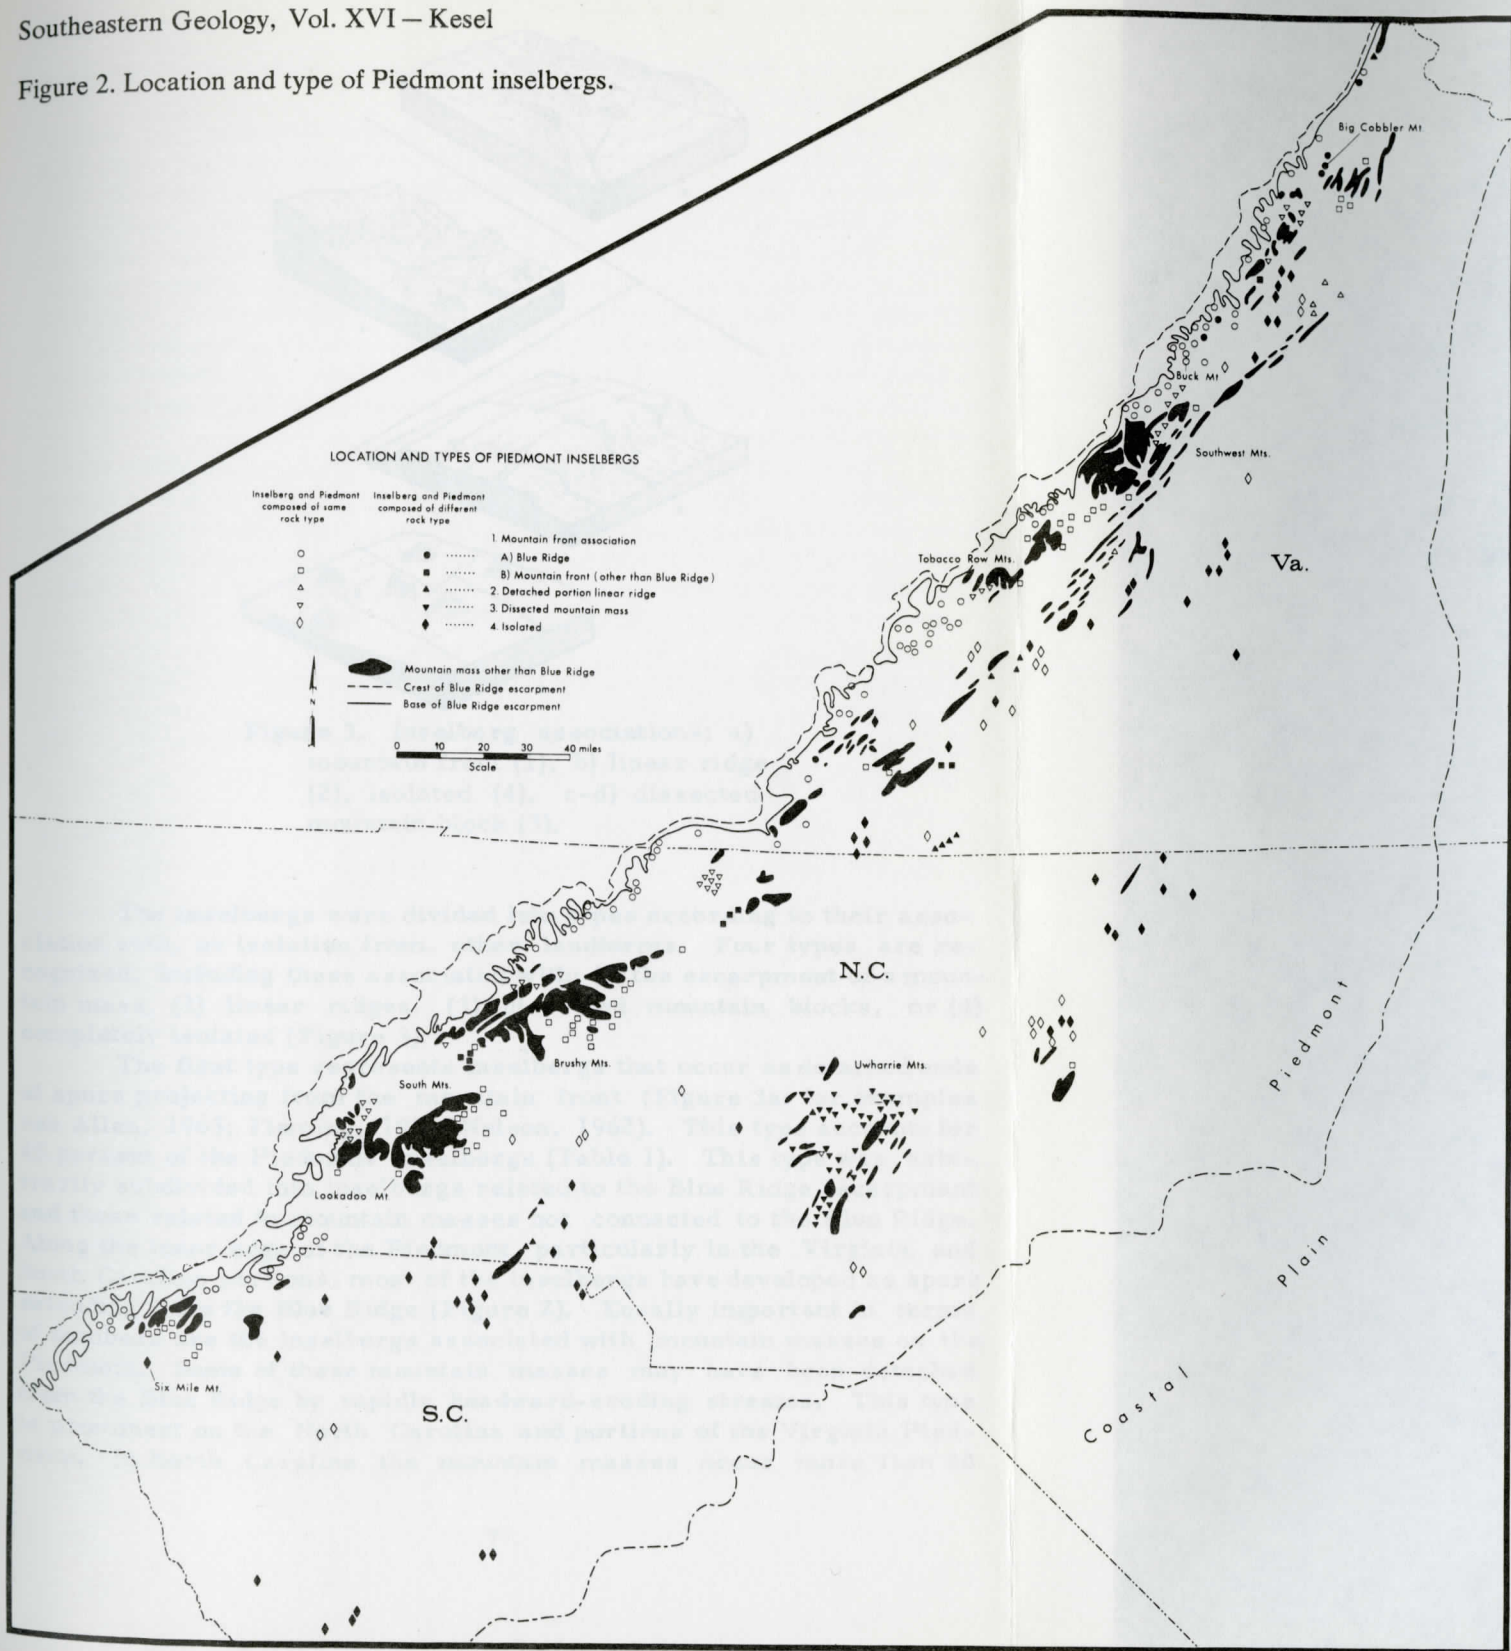 Southeastern Geology, Vol. XVI — Kesel
Figure 2. Location and type of Piedmont inselbergs.
Big Cobbler Mt.
Buck Mt
Southwest Mts.
LOCATION AND TYPES OF PIEDMONT INSELBERGS
Inselberg and Piedmont
composed of same
rock type
Inselberg and Piedmont
composed of different
rock type
1. Mountain front association
A) Blue Ridge
B) Mountain front (other than Blue Ridge)
2. Detached portion linear ridge
3. Dissected mountain mass
4. Isolated
Mountain mass other than Blue Ridge
Crest of Blue Ridge escarpment
Base of Blue Ridge escarpment
N
0 10 20 30 40 miles
Scale
Tobacco Row Mts.
Va.
N.C.
Brushy Mts.
Uwharrie Mts.
South Mts.
Lookadoo Mt.
Piedmont
Plain
Coastal
Six Mile Mt.
S.C.